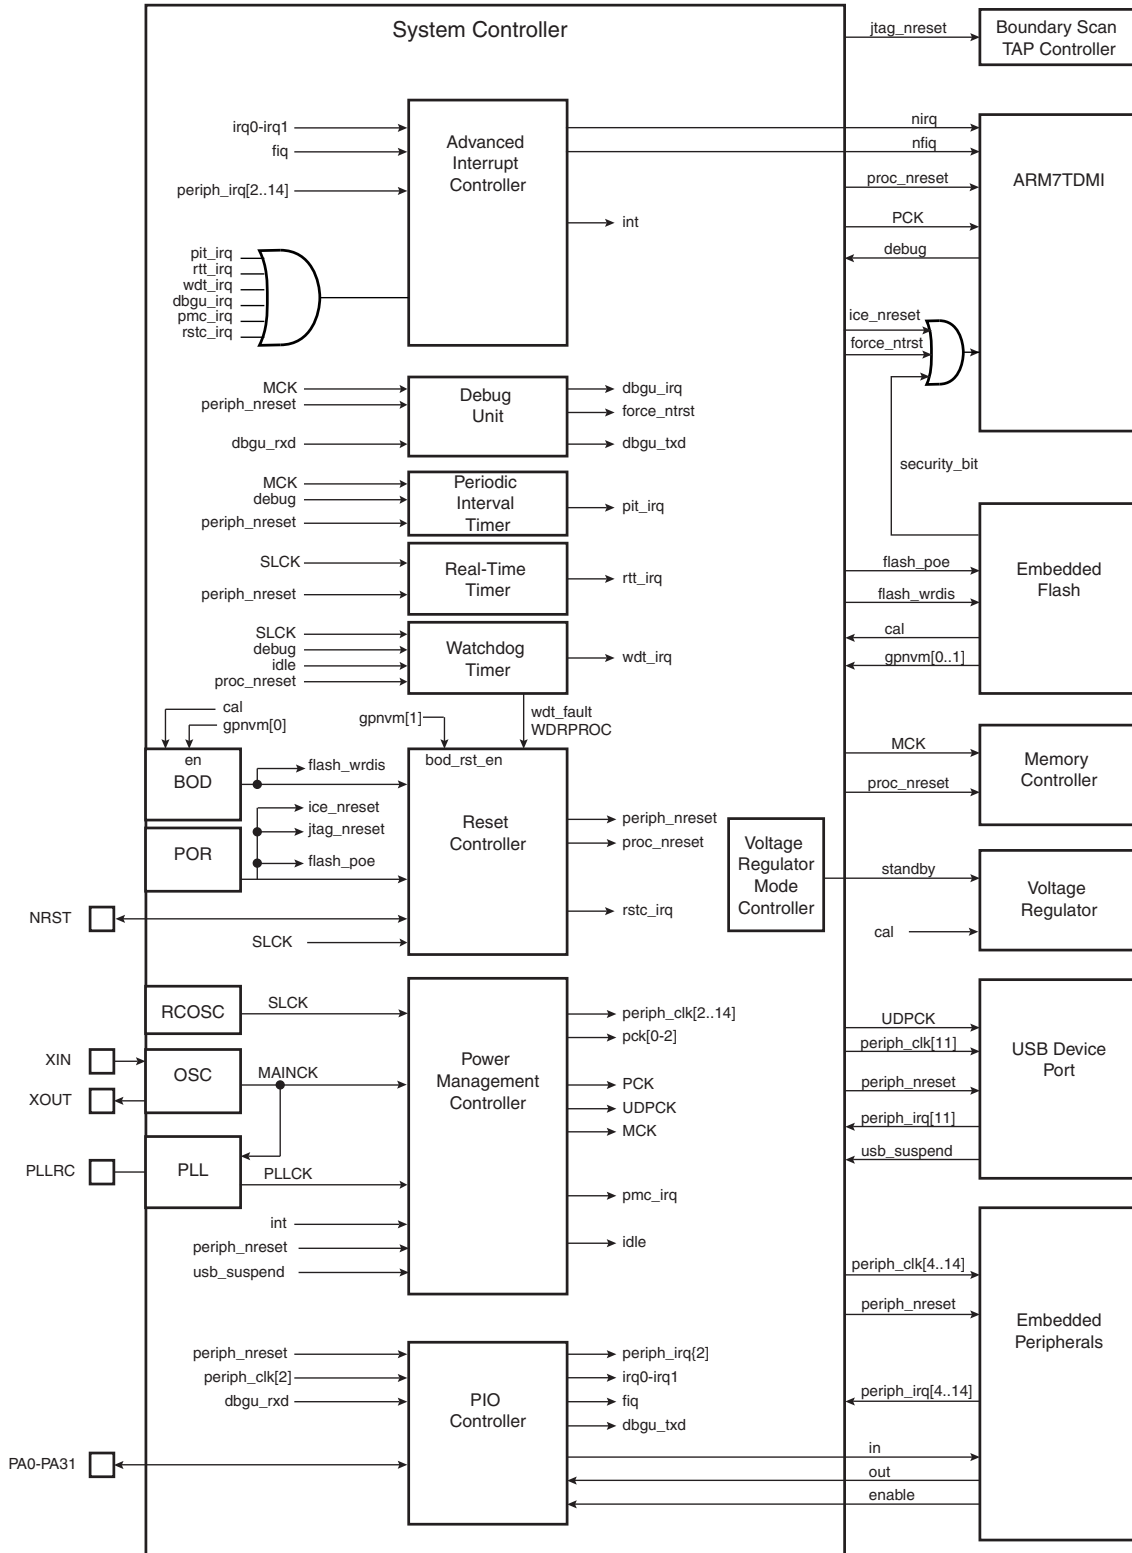 System Controller
jtag_nreset
Boundary Scan
TAP Controller
irq0-irq1
fiq
periph_irq[2..14]
Advanced
Interrupt
Controller
int
nirq
nfiq
proc_nreset
PCK
debug
ARM7TDMI
pit_irq
rtt_irq
wdt_irq
dbgu_irq
pmc_irq
rstc_irq
ice_nreset
force_ntrst
security_bit
MCK
periph_nreset
dbgu_rxd
Debug
Unit
dbgu_irq
force_ntrst
dbgu_txd
MCK
debug
periph_nreset
Periodic
Interval
Timer
pit_irq
SLCK
periph_nreset
Real-Time
Timer
rtt_irq
flash_poe
flash_wrdis
cal
gpnvm[0..1]
Embedded
Flash
SLCK
debug
idle
proc_nreset
Watchdog
Timer
wdt_irq
wdt_fault
WDRPROC
cal
gpnvm[0]
gpnvm[1]
en
BOD
flash_wrdis
bod_rst_en
POR
ice_nreset
jtag_nreset
flash_poe
Reset
Controller
periph_nreset
proc_nreset
rstc_irq
NRST
SLCK
Voltage
Regulator
Mode
Controller
MCK
proc_nreset
Memory
Controller
standby
cal
Voltage
Regulator
RCOSC
SLCK
XIN
XOUT
OSC
MAINCK
PLLRC
PLL
PLLCK
int
periph_nreset
usb_suspend
Power
Management
Controller
periph_clk[2..14]
pck[0-2]
PCK
UDPCK
MCK
pmc_irq
idle
UDPCK
periph_clk[11]
periph_nreset
periph_irq[11]
usb_suspend
USB Device
Port
periph_nreset
periph_clk[2]
dbgu_rxd
PA0-PA31
PIO
Controller
periph_irq{2]
irq0-irq1
fiq
dbgu_txd
periph_clk[4..14]
periph_nreset
periph_irq[4..14]
in
out
enable
Embedded
Peripherals